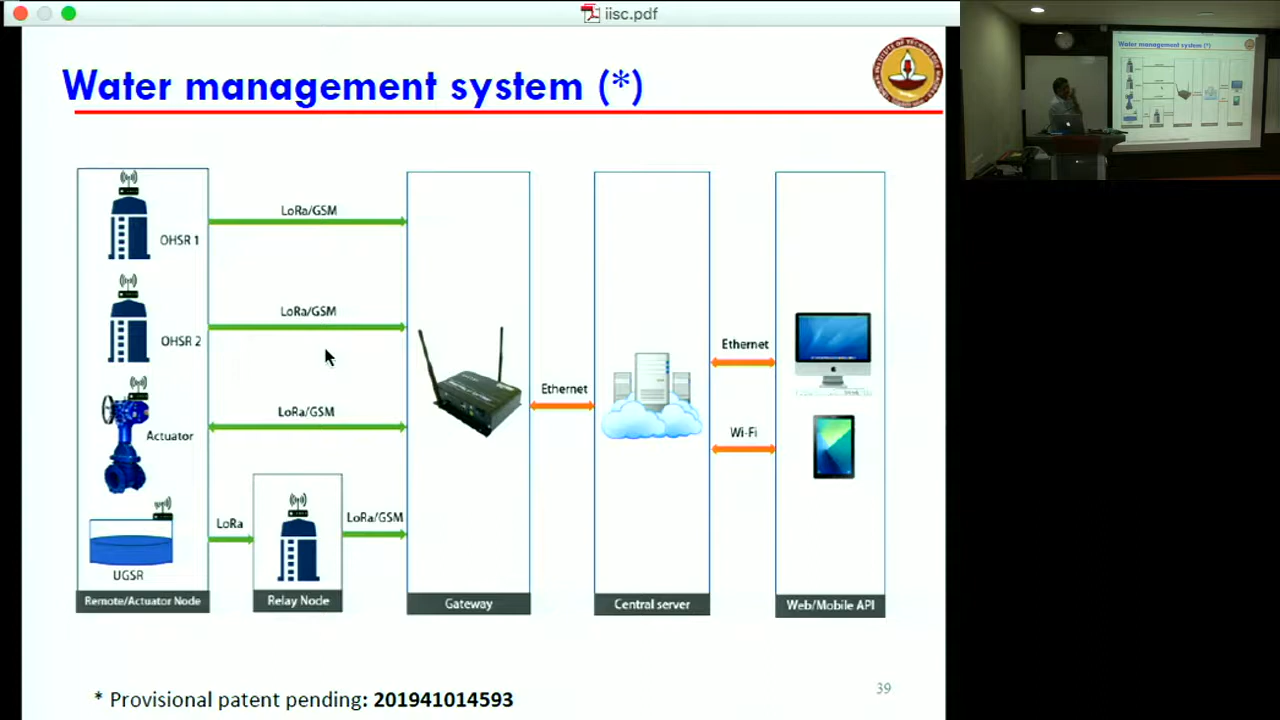 iisc.pdf
Water management system (*)
LoRa/GSM
OHSR 1
LoRa/GSM
OHSR 2
LoRa/GSM
Actuator
LoRa
LoRa/GSM
UGSR
Ethernet
Ethernet
Wi-Fi
Remote/Actuator Node
Relay Node
Gateway
Central server
Web/Mobile API
* Provisional patent pending: 201941014593
39
Water management system (*)